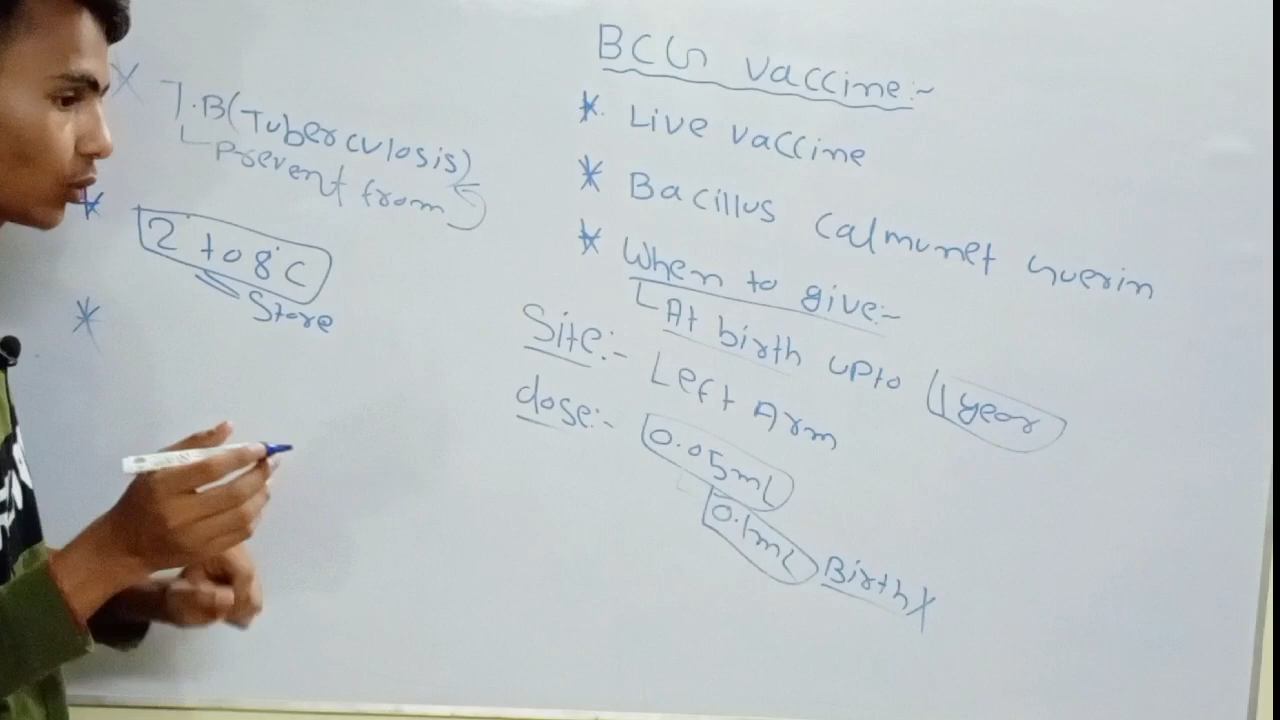 T.B(Tuberculosis)
prevent from
2° to 8°C
Store
BCG vaccine:-
* Live vaccine
* Bacillus Calmunet Guerin
* When to give:-
At birth upto 1 year
Site:- Left Arm
dose:- 0.05mL
0.1mL Birth X